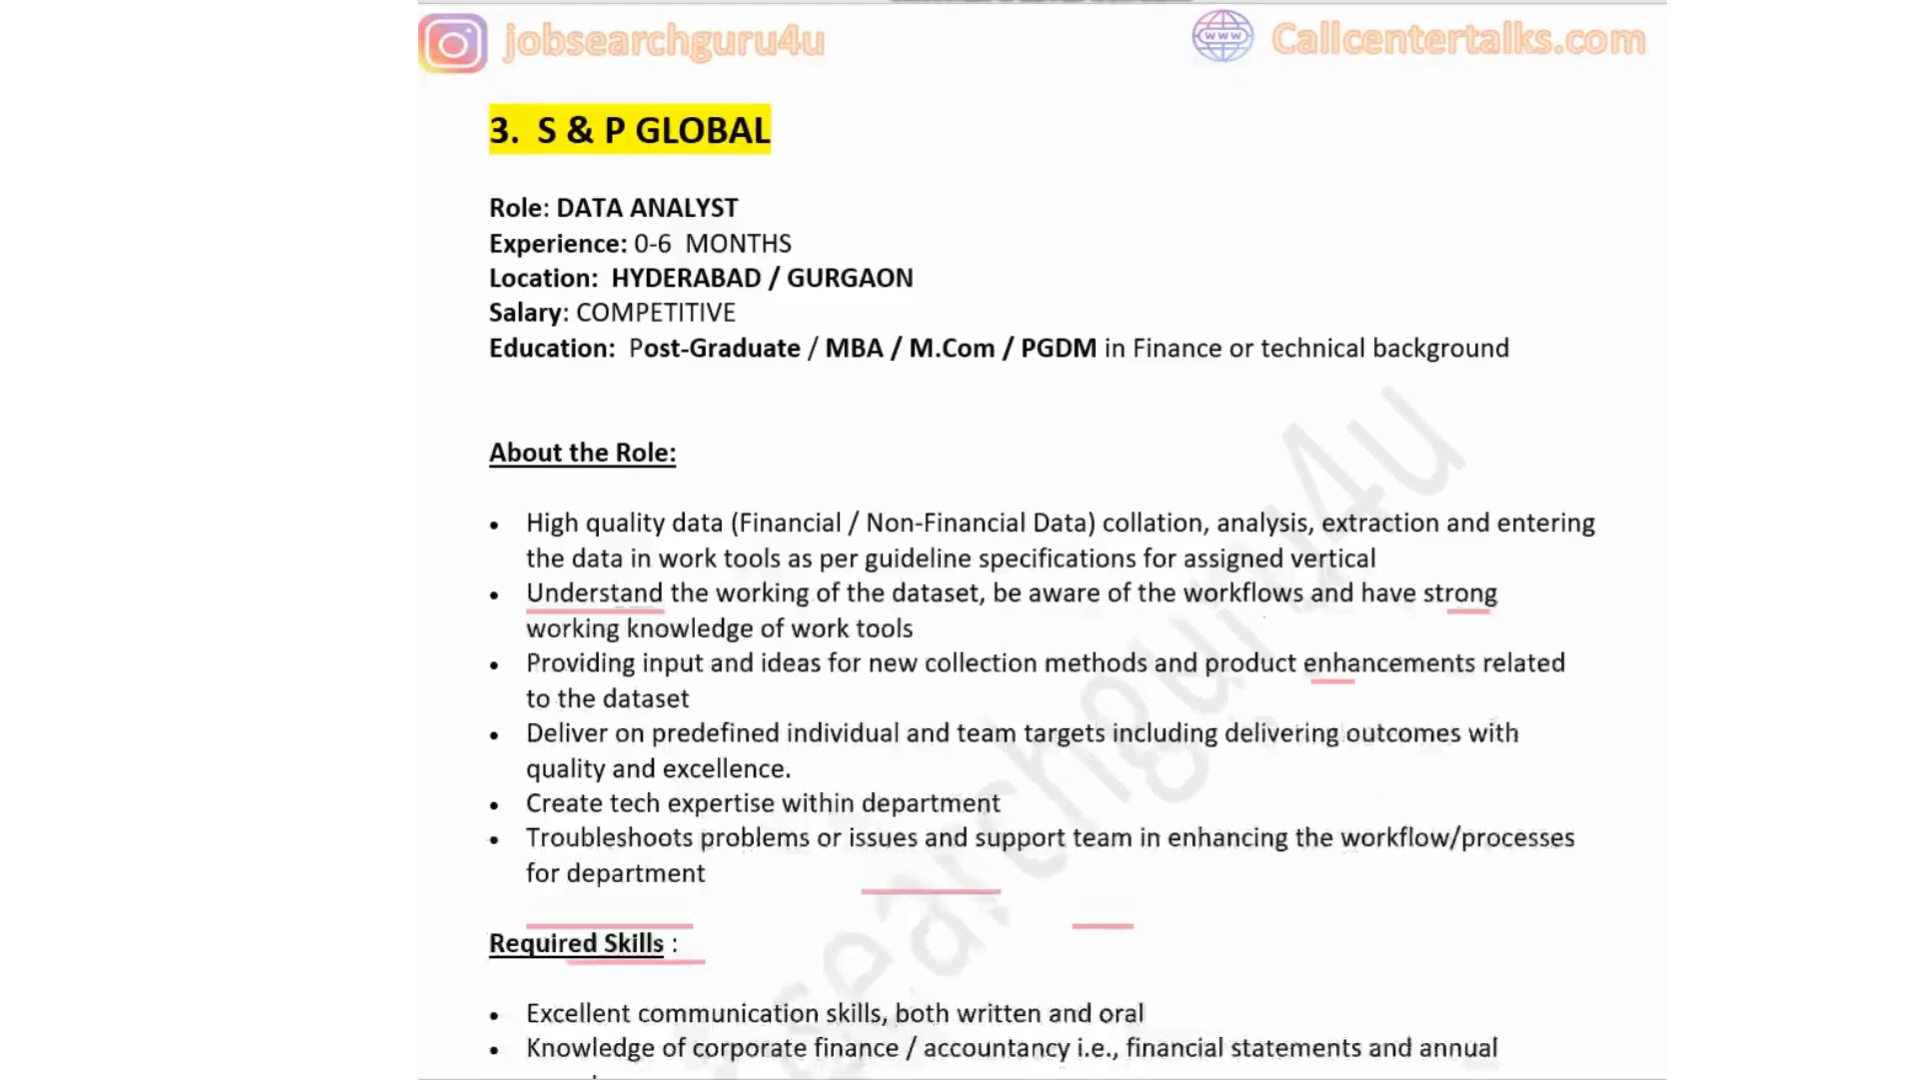 jobsearchguru4u
www Callcentertalks.com
3. S & P GLOBAL
Role: DATA ANALYST
Experience: 0-6 MONTHS
Location: HYDERABAD / GURGAON
Salary: COMPETITIVE
Education: Post-Graduate / MBA / M.Com / PGDM in Finance or technical background
About the Role:
• High quality data (Financial / Non-Financial Data) collation, analysis, extraction and entering
the data in work tools as per guideline specifications for assigned vertical
• Understand the working of the dataset, be aware of the workflows and have strong
working knowledge of work tools
• Providing input and ideas for new collection methods and product enhancements related
to the dataset
• Deliver on predefined individual and team targets including delivering outcomes with
quality and excellence.
• Create tech expertise within department
• Troubleshoots problems or issues and support team in enhancing the workflow/processes
for department
Required Skills :
• Excellent communication skills, both written and oral
• Knowledge of corporate finance / accountancy i.e., financial statements and annual
searchguru4u